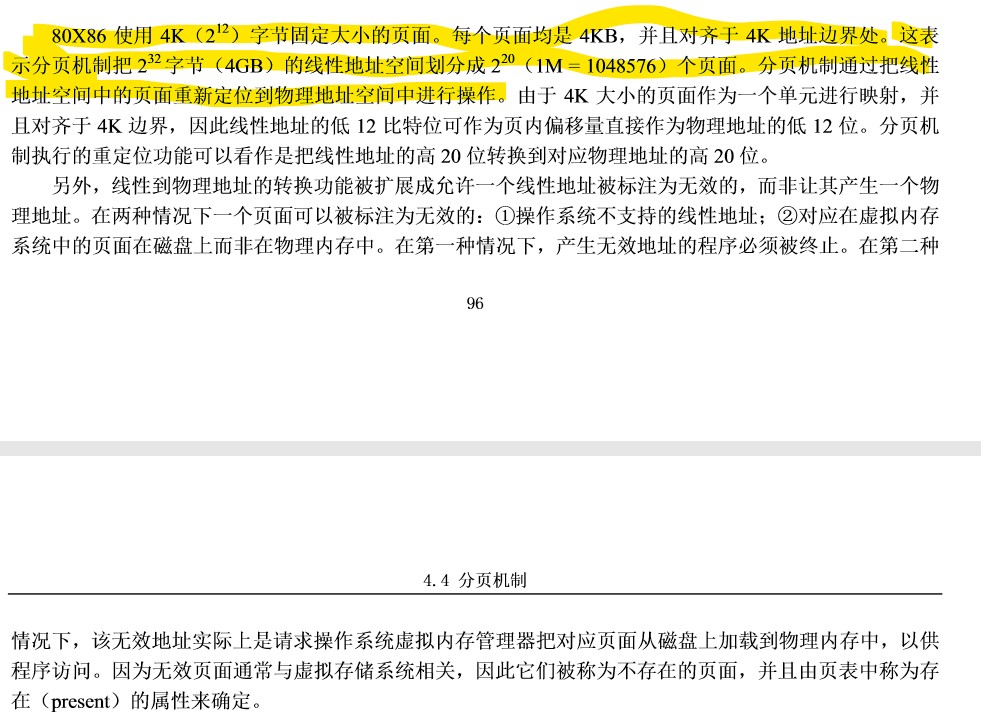 80X86 使用 4K（2¹²）字节固定大小的页面。每个页面均是 4KB，并且对齐于 4K 地址边界处。这表
示分页机制把 2³² 字节（4GB）的线性地址空间划分成 2²⁰（1M = 1048576）个页面。分页机制通过把线性
地址空间中的页面重新定位到物理地址空间中进行操作。由于 4K 大小的页面作为一个单元进行映射，并
且对齐于 4K 边界，因此线性地址的低 12 比特位可作为页内偏移量直接作为物理地址的低 12 位。分页机
制执行的重定位功能可以看作是把线性地址的高 20 位转换到对应物理地址的高 20 位。
另外，线性到物理地址的转换功能被扩展成允许一个线性地址被标注为无效的，而非让其产生一个物
理地址。在两种情况下一个页面可以被标注为无效的：①操作系统不支持的线性地址；②对应在虚拟内存
系统中的页面在磁盘上而非在物理内存中。在第一种情况下，产生无效地址的程序必须被终止。在第二种
96
4.4 分页机制
情况下，该无效地址实际上是请求操作系统虚拟内存管理器把对应页面从磁盘上加载到物理内存中，以供
程序访问。因为无效页面通常与虚拟存储系统相关，因此它们被称为不存在的页面，并且由页表中称为存
在（present）的属性来确定。